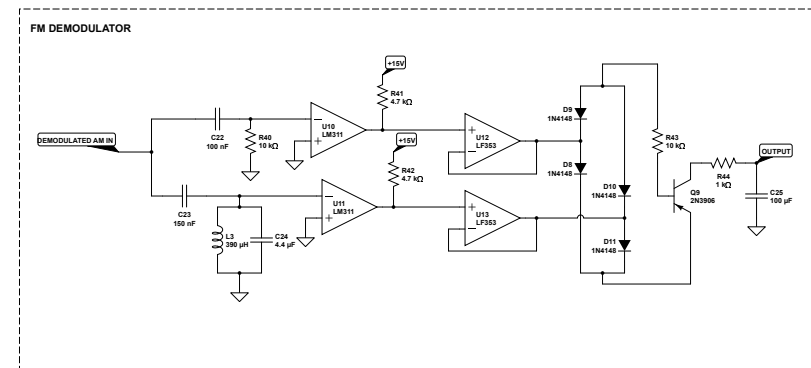 FM DEMODULATOR
+15V
R41
4.7 kΩ
U10
LM311
C22
100 nF
R40
10 kΩ
DEMODULATED AM IN
+15V
R42
4.7 kΩ
U12
LF353
D9
1N4148
D8
1N4148
R43
10 kΩ
OUTPUT
R44
1 kΩ
C23
150 nF
U11
LM311
U13
LF353
D10
1N4148
Q9
2N3906
C25
100 µF
L3
390 µH
C24
4.4 µF
D11
1N4148